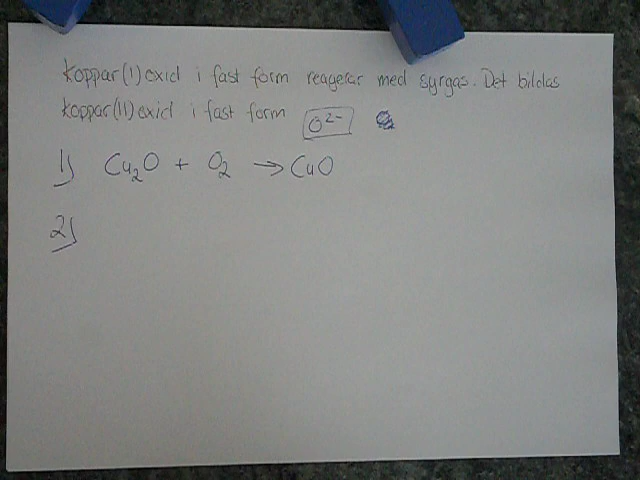 koppar(I)oxid i fast form reagerar med syrgas. Det bildas
koppar(II)oxid i fast form O²⁻
1) Cu₂O + O₂ → CuO
2)